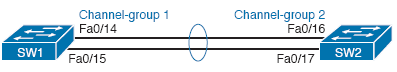 Channel-group 1 Channel-group 2
Fa0/14 Fa0/16
SW1 SW2
Fa0/15 Fa0/17